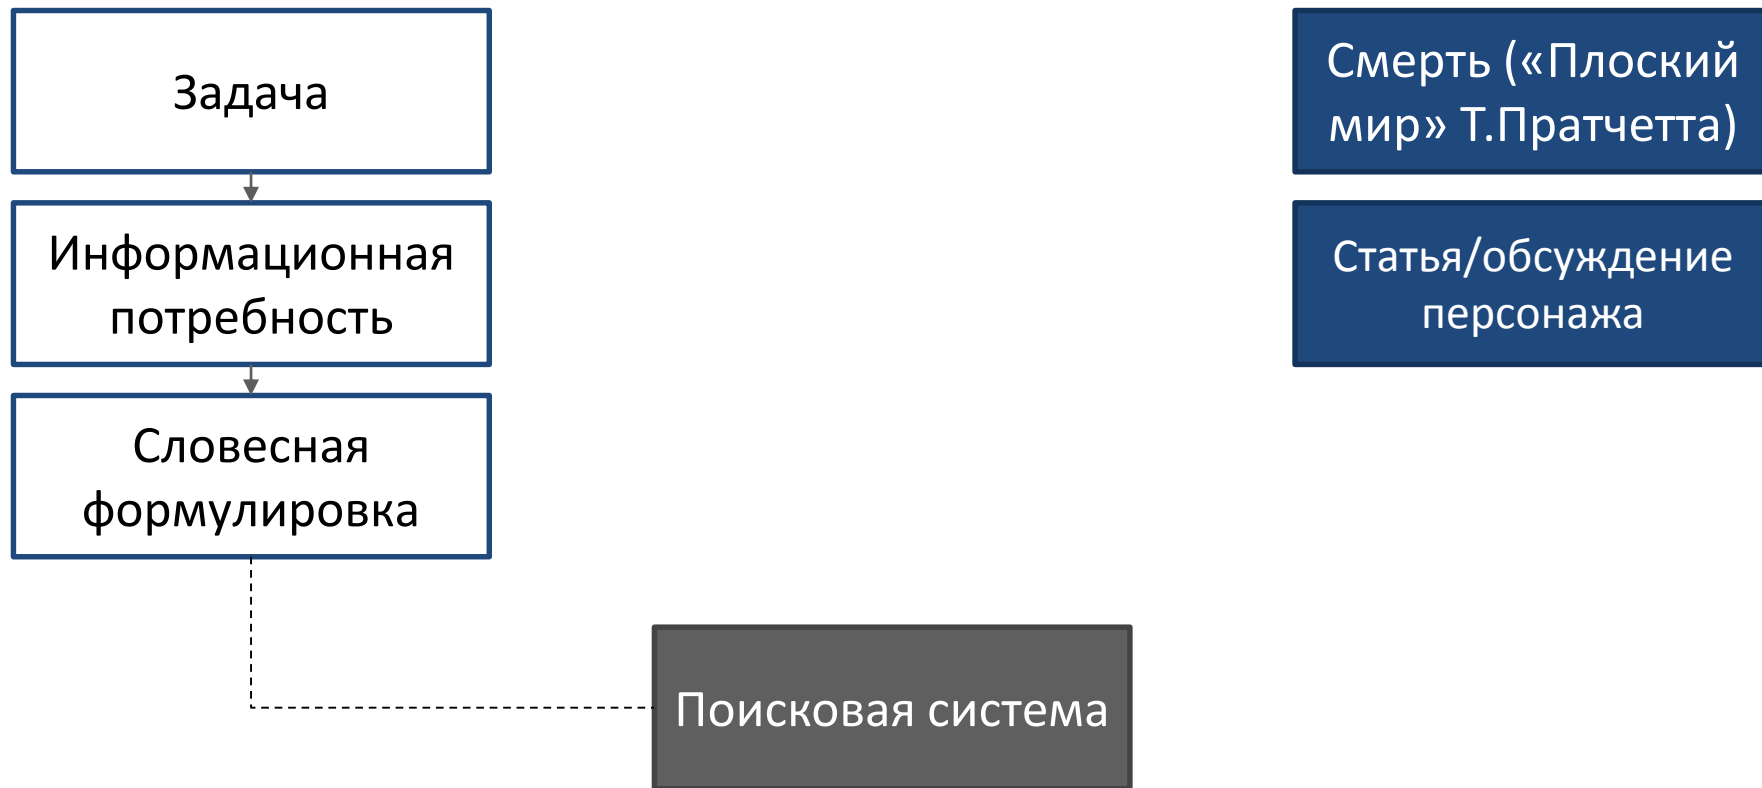 Задача
Смерть («Плоский
мир» Т.Пратчетта)
Информационная
потребность
Статья/обсуждение
персонажа
Словесная
формулировка
Поисковая система